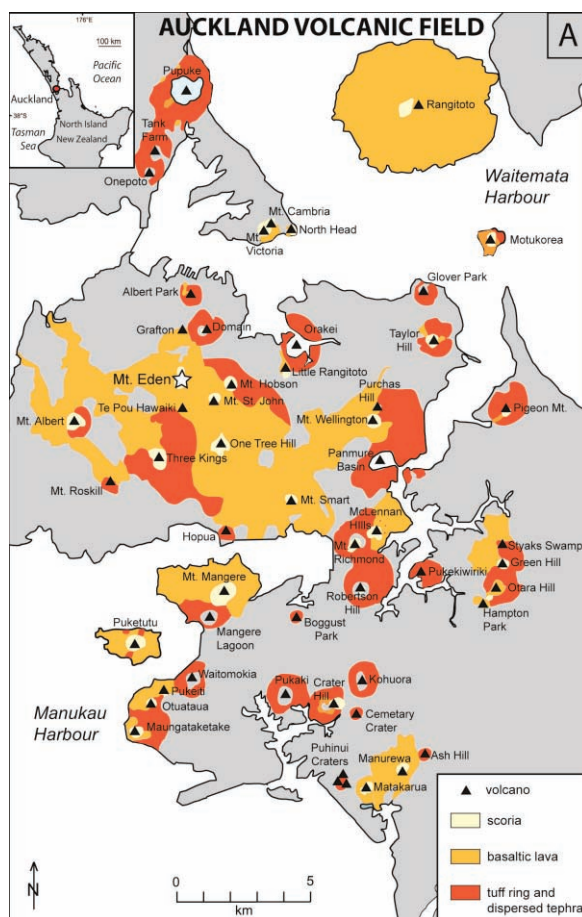 AUCKLAND VOLCANIC FIELD
A
176°E
100 km
Pacific
Ocean
Auckland
38°S
Tasman
Sea
North Island
New Zealand
Pupuke
Rangitoto
Tank
Farm
Onepoto
Waitemata
Harbour
Mt. Cambria
North Head
Mt.
Victoria
Motukorea
Glover Park
Albert Park
Grafton
Domain
Orakei
Taylor
Hill
Mt. Eden
Little Rangitoto
Mt. Hobson
Purchas
Hill
Mt. St. John
Te Pou Hawaiki
Mt. Albert
Mt. Wellington
Pigeon Mt.
One Tree Hill
Three Kings
Panmure
Basin
Mt. Roskill
Mt. Smart
McLennan
HIlls
Hopua
Mt.
Richmond
Styaks Swamp
Green Hill
Mt. Mangere
Pukekiwiriki
Otara Hill
Robertson
Hill
Hampton
Park
Puketutu
Mangere
Lagoon
Boggust
Park
Waitomokia
Pukaki
Crater
Hill
Kohuora
Pukeiti
Otuataua
Manukau
Harbour
Maungataketake
Cemetary
Crater
Puhinui
Craters
Manurewa
Ash Hill
Matakarua
volcano
scoria
basaltic lava
tuff ring and
dispersed tephra
N
0
5
km